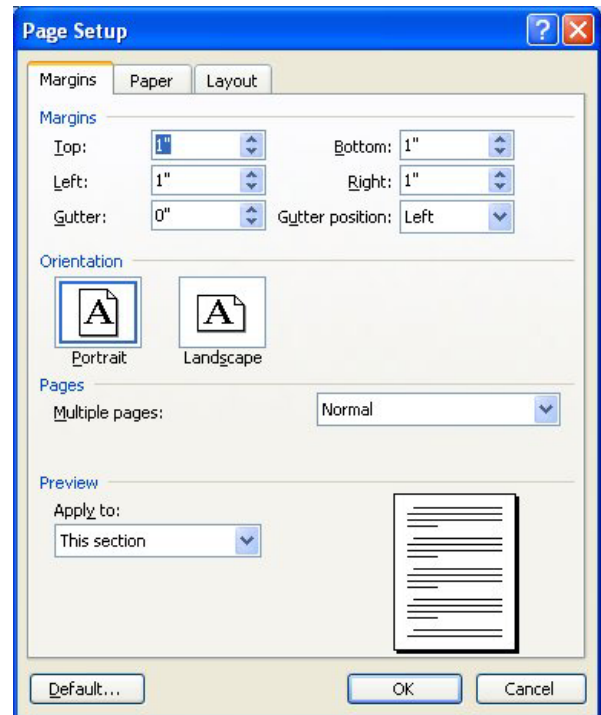 Page Setup
Margins Paper Layout
Margins
Top: 1" Bottom: 1"
Left: 1" Right: 1"
Gutter: 0" Gutter position: Left
Orientation
A A
Portrait Landscape
Pages
Multiple pages: Normal
Preview
Apply to:
This section
Default... OK Cancel